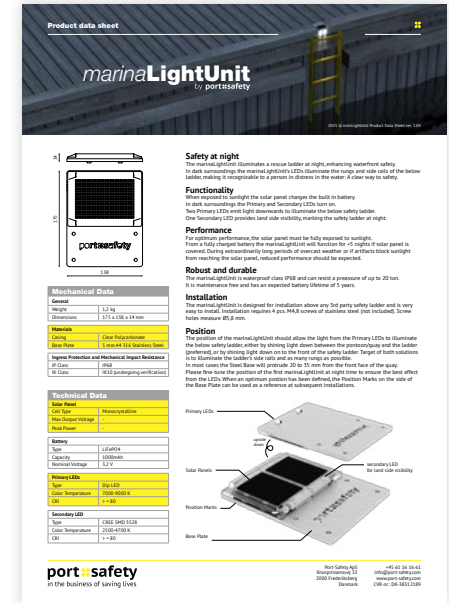 Product data sheet
marinaLightUnit
by port::safety
2021 © marinaLightUnit Product Data Sheet ver. 1.04
14
175
158
port::safety
Safety at night
The marinaLightUnit illuminates a rescue ladder at night, enhancing waterfront safety.
In dark surroundings the marinaLightUnit's LEDs illuminate the rungs and side rails of the below
ladder, making it recognizable to a person in distress in the water: A clear way to safety.
Functionality
When exposed to sunlight the solar panel charges the built in battery.
In dark surroundings the Primary and Secondary LEDs turn on.
Two Primary LEDs emit light downwards to illuminate the below safety ladder.
One Secondary LED provides land side visibility, marking the safety ladder at night.
Performance
For optimum performance, the solar panel must be fully exposed to sunlight.
From a fully charged battery the marinaLightUnit will function for +5 nights if solar panel is
covered. During extraordinarily long periods of overcast weather or if artifacts block sunlight
from reaching the solar panel, reduced performance should be expected.
Robust and durable
The marinaLightUnit is waterproof class IP68 and can resist a pressure of up to 20 ton.
It is maintenance free and has an expected battery lifetime of 5 years.
Installation
The marinaLightUnit is designed for installation above any 3rd party safety ladder and is very
easy to install. Installation requires 4 pcs. M4,8 screws of stainless steel (not included). Screw
holes measure Ø5,8 mm.
Position
The position of the marinaLightUnit should allow the light from the Primary LEDs to illuminate
the below safety ladder, either by shining light down between the pontoon/quay and the ladder
(preferred), or by shining light down to the front of the safety ladder. Target of both solutions
is to illuminate the ladder's side rails and as many rungs as possible.
In most cases the Steel Base will protrude 20 to 35 mm from the front face of the quay.
Please fine-tune the position of the first marinaLightUnit at night time to ensure the best effect
from the LEDs. When an optimum postion has been defined, the Position Marks on the side of
the Base Plate can be used as a reference at subsequent installations.
Mechanical Data
General
Weight 1,2 kg
Dimensions 175 x 158 x 14 mm
Materials
Casing Clear Polycarbonate
Base Plate 5 mm A4 316 Stainless Steel
Ingress Protection and Mechanical Impact Resistance
IP Class IP68
IK Class IK10 (undergoing verification)
Technical Data
Solar Panel
Cell Type Monocrystalline
Max Output Voltage -
Peak Power -
Battery
Type LiFePO4
Capacity 1000mAh
Nominal Voltage 3,2 V
Primary LEDs
Type Dip LED
Color Temperature 7000-9000 K
CRI > = 80
Secondary LED
Type CREE SMD 3528
Color Temperature 2500-4700 K
CRI > = 80
Primary LEDs
upside
down
Solar Panels
secondary LED
for land side visibility
Position Marks
Base Plate
port::safety
in the business of saving lives
Port-Safety ApS
Kronprinsensvej 33
2000 Frederiksberg
Denmark
+45 61 16 16 61
info@port-safety.com
www.port-safety.com
CVR-nr.: DK-38312189